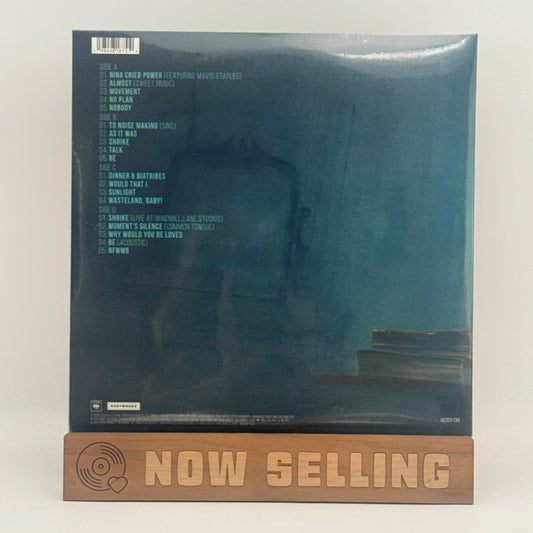 SIDE A
01. NINA CRIED POWER (FEATURING MAVIS STAPLES)
02. ALMOST (SWEET MUSIC)
03. MOVEMENT
04. NO PLAN
05. NOBODY
SIDE B
01. TO NOISE MAKING (SING)
02. AS IT WAS
03. SHRIKE
04. TALK
05. BE
SIDE C
01. DINNER & DIATRIBES
02. WOULD THAT I
03. SUNLIGHT
04. WASTELAND, BABY!
SIDE D
01. SHRIKE (LIVE AT WINDMILL LANE STUDIOS)
02. MOMENT'S SILENCE (COMMON TONGUE)
03. WHY WOULD YOU BE LOVED
04. BE (ACOUSTIC)
05. NFWMB
RUBYWORKS
HOZIER.COM
NOW SELLING